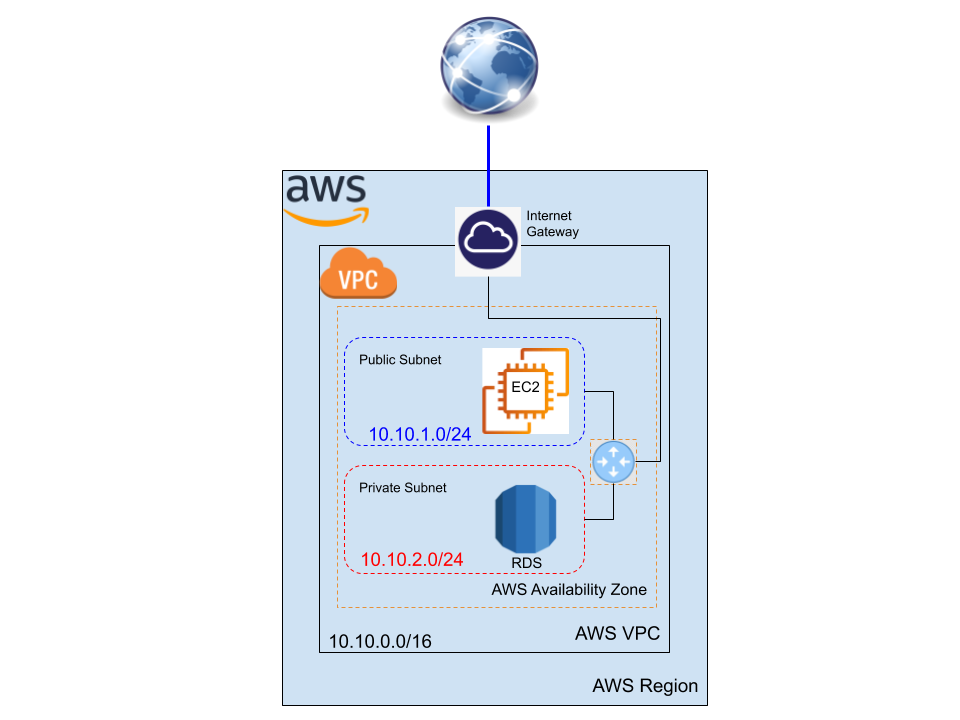 aws
Internet
Gateway
VPC
Public Subnet
EC2
10.10.1.0/24
Private Subnet
10.10.2.0/24
RDS
AWS Availability Zone
10.10.0.0/16
AWS VPC
AWS Region